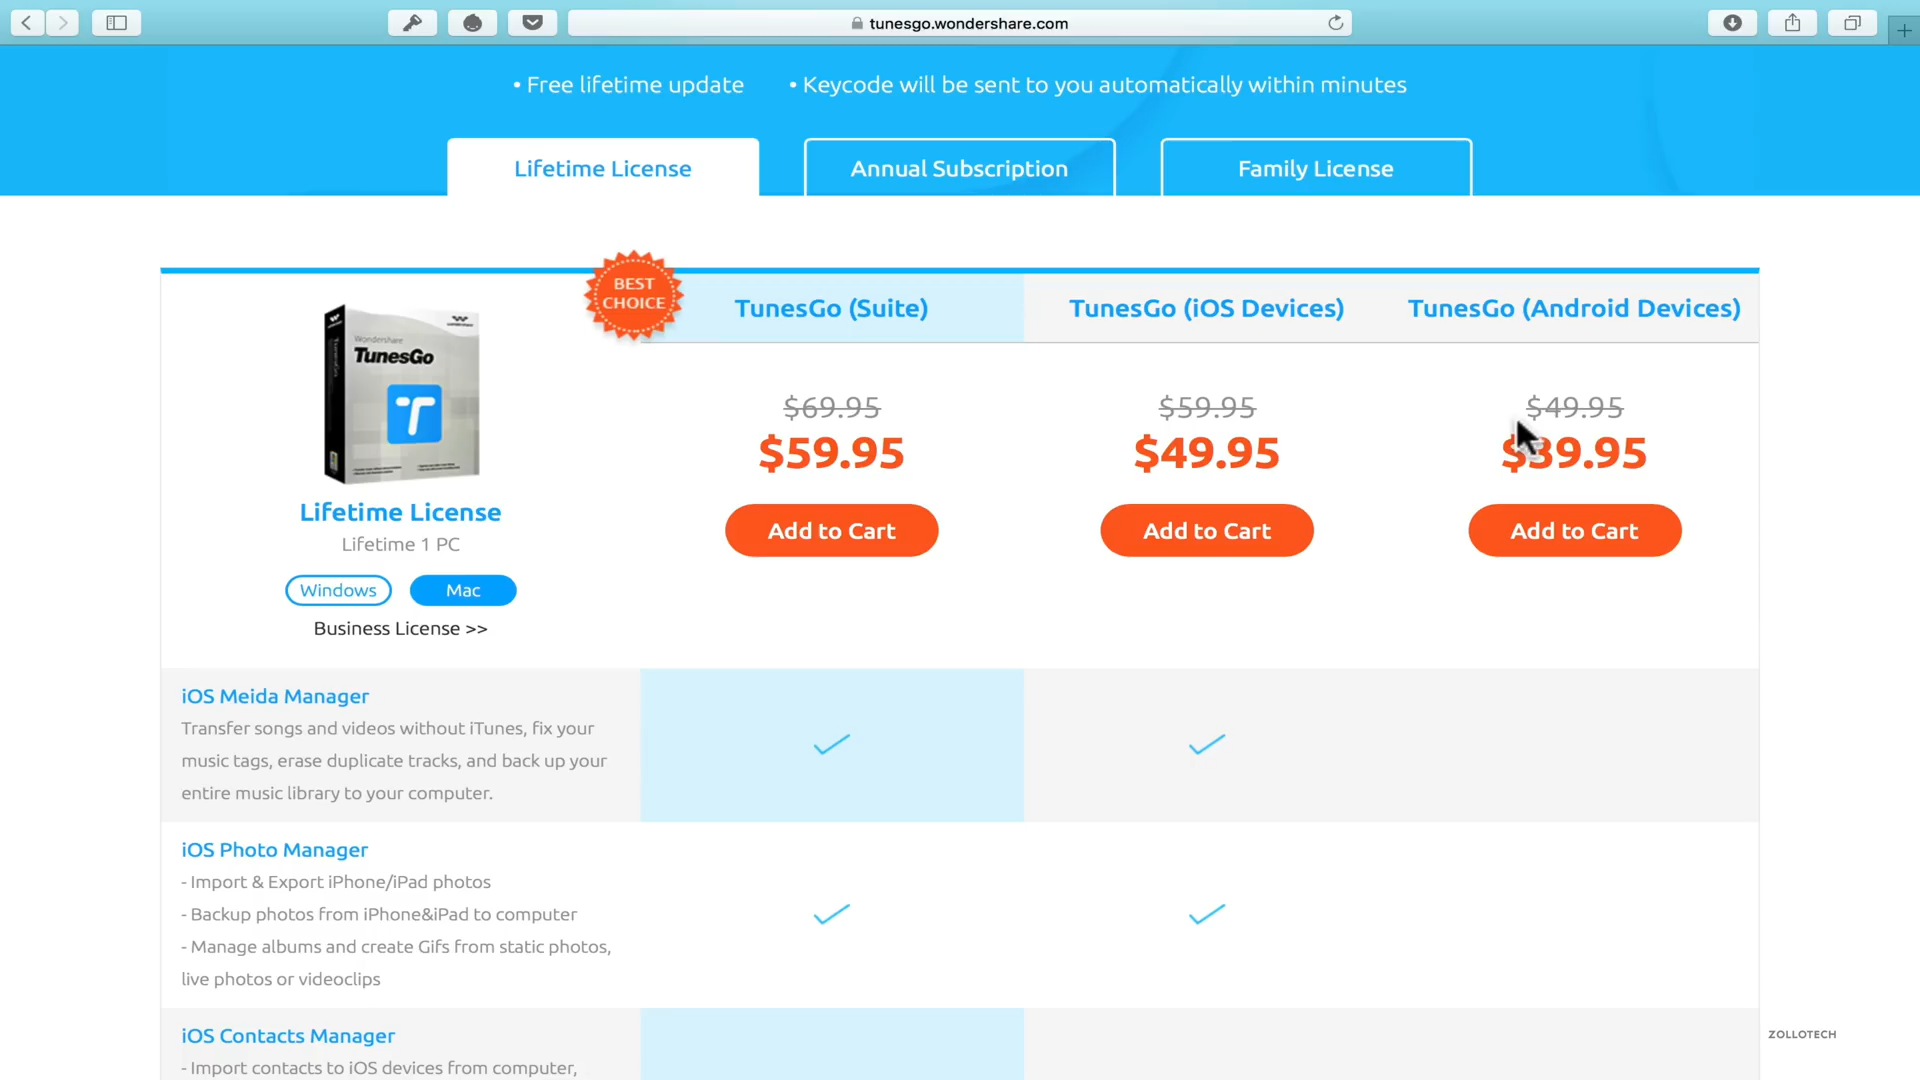 tunesgo.wondershare.com
• Free lifetime update • Keycode will be sent to you automatically within minutes
Lifetime License Annual Subscription Family License
BEST
CHOICE
TunesGo (Suite) TunesGo (iOS Devices) TunesGo (Android Devices)
Wondershare
TunesGo
$69.95 $59.95 $49.95
$59.95 $49.95 $39.95
Lifetime License
Lifetime 1 PC
Add to Cart Add to Cart Add to Cart
Windows Mac
Business License >>
iOS Meida Manager
Transfer songs and videos without iTunes, fix your
music tags, erase duplicate tracks, and back up your
entire music library to your computer.
iOS Photo Manager
- Import & Export iPhone/iPad photos
- Backup photos from iPhone&iPad to computer
- Manage albums and create Gifs from static photos,
live photos or videoclips
iOS Contacts Manager
- Import contacts to iOS devices from computer,
ZOLLOTECH